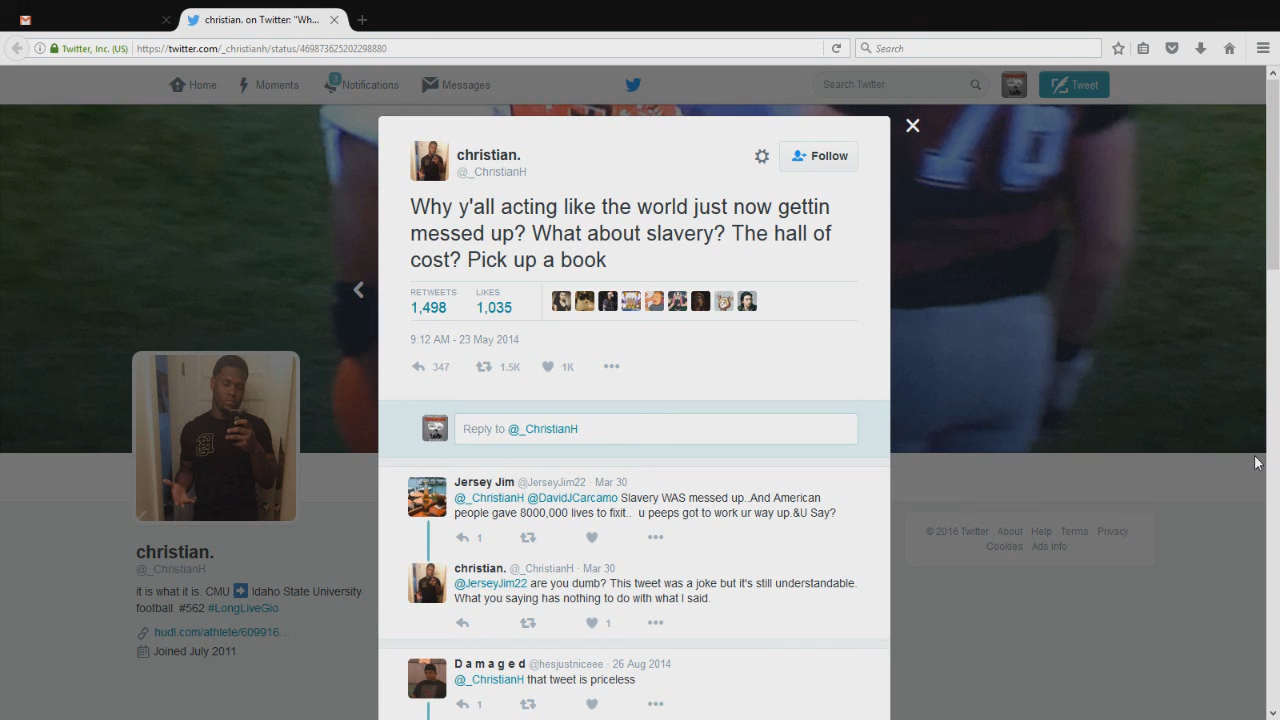 christian. on Twitter: "Wh...
Twitter, Inc. (US)
https://twitter.com/_christianh/status/469873625202298880
Search
Home
Moments
3
Notifications
Messages
Search Twitter
Tweet
76
christian.
@_ChristianH
Follow
Why y'all acting like the world just now gettin
messed up? What about slavery? The hall of
cost? Pick up a book
RETWEETS
LIKES
1,498
1,035
9:12 AM - 23 May 2014
347
1.5K
1K
Reply to @_ChristianH
Jersey Jim @JerseyJim22 · Mar 30
@_ChristianH @DavidJCarcamo Slavery WAS messed up..And American
people gave 8000,000 lives to fixit.. u peeps got to work ur way up.&U Say?
1
christian. @_ChristianH · Mar 30
@JerseyJim22 are you dumb? This tweet was a joke but it's still understandable.
What you saying has nothing to do with what I said.
1
D a m a g e d @hesjustniceee · 26 Aug 2014
@_ChristianH that tweet is priceless
1
christian.
@_ChristianH
it is what it is. CMU ➡ Idaho State University
football. #562 #LongLiveGio
hudl.com/athlete/609916...
Joined July 2011
© 2016 Twitter About Help Terms Privacy
Cookies Ads info